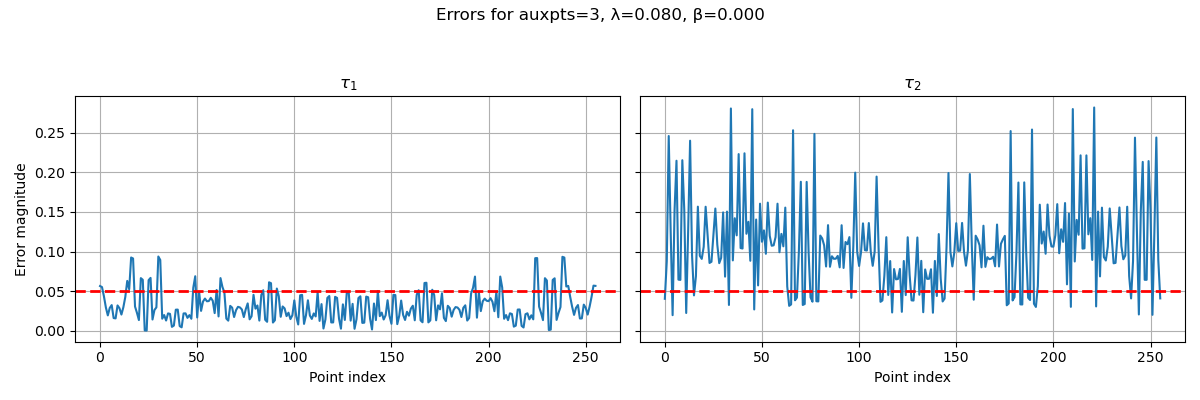 Errors for auxpts=3, λ=0.080, β=0.000
τ1
τ2
Error magnitude
0.25
0.20
0.15
0.10
0.05
0.00
0 50 100 150 200 250
0 50 100 150 200 250
Point index
Point index